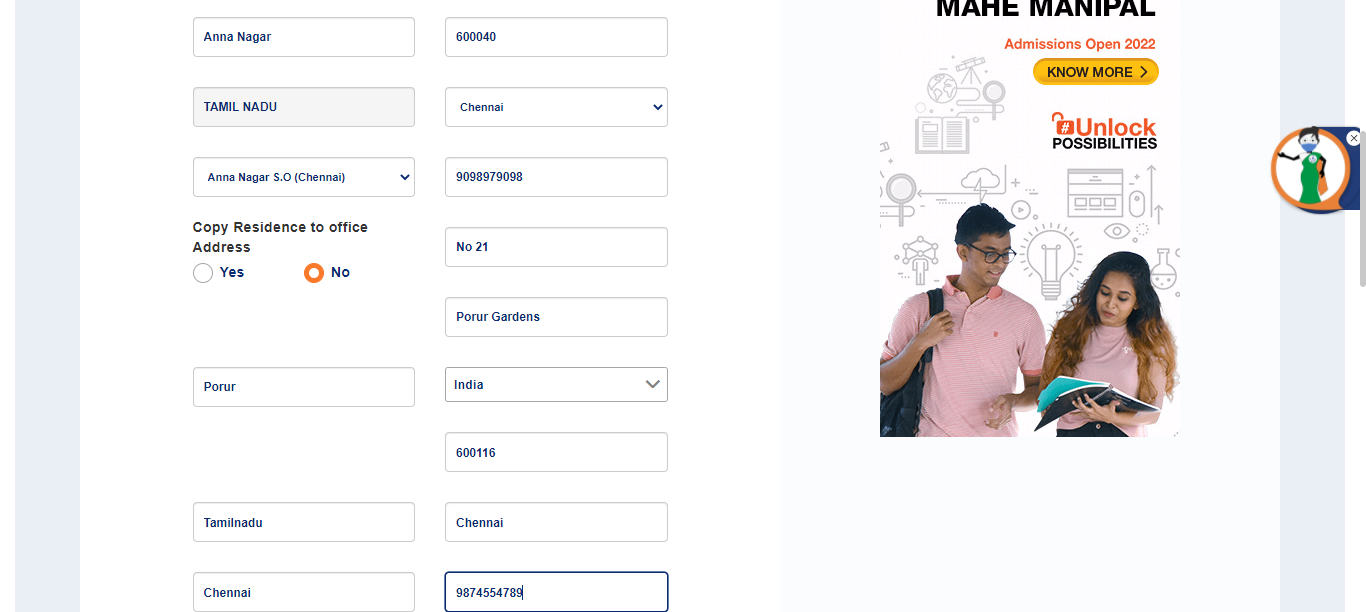 MAHE MANIPAL
Admissions Open 2022
KNOW MORE
#Unlock
POSSIBILITIES
Anna Nagar
600040
TAMIL NADU
Chennai
Anna Nagar S.O (Chennai)
9098979098
Copy Residence to office
Address
Yes
No
No 21
Porur Gardens
Porur
India
600116
Tamilnadu
Chennai
Chennai
9874554789